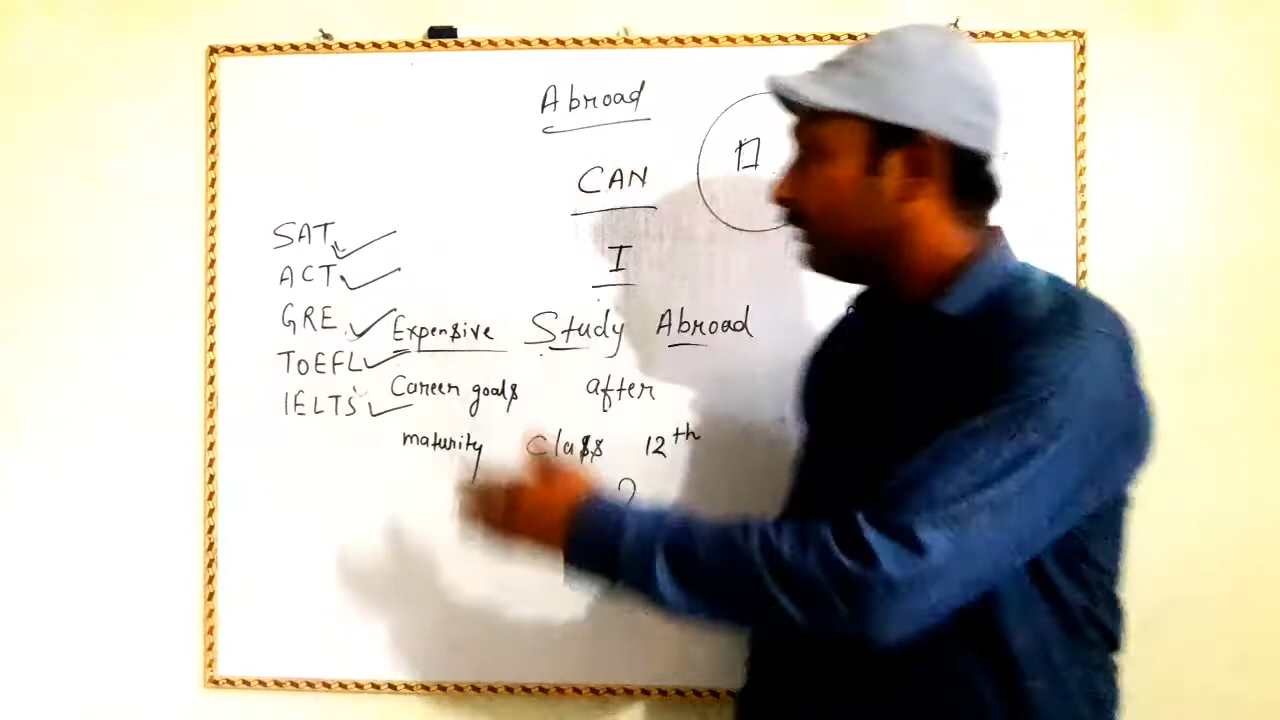 Abroad
CAN
I
Study Abroad
after
class 12th
?
SAT
ACT
GRE
TOEFL
IELTS
Expensive
Career goals
maturity